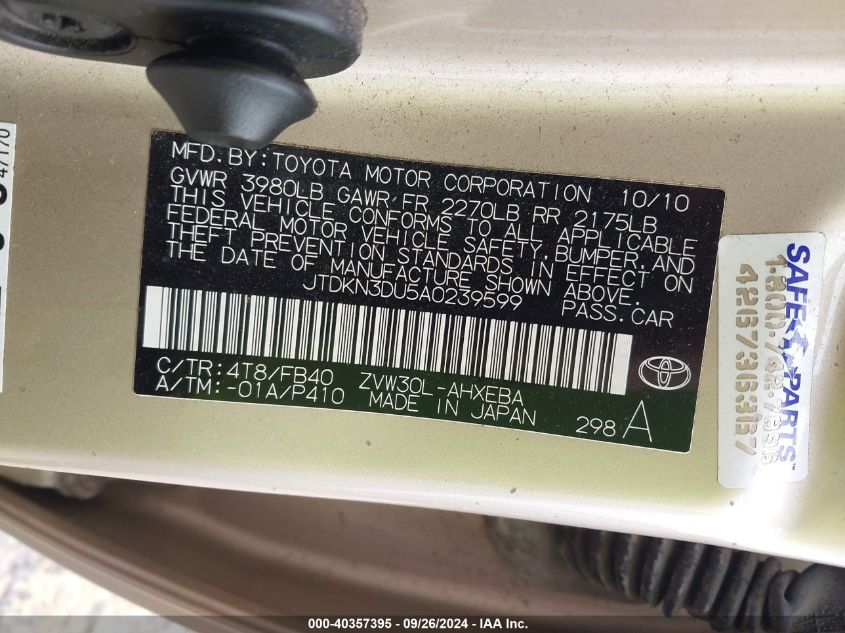 MFD. BY: TOYOTA MOTOR CORPORATION 10/10
GVWR 3980LB GAWR FR 2270LB RR 2175LB
THIS VEHICLE CONFORMS TO ALL APPLICABLE
FEDERAL MOTOR VEHICLE SAFETY, BUMPER, AND
THEFT PREVENTION STANDARDS IN EFFECT ON
THE DATE OF MANUFACTURE SHOWN ABOVE.
JTDKN3DU5A0239599 PASS. CAR
C/TR: 4T8/FB40 ZVW30L-AHXEBA
A/TM: -01A/P410 MADE IN JAPAN
298 A
SAFE PARTS™
47170
000-40357395 - 09/26/2024 - IAA Inc.